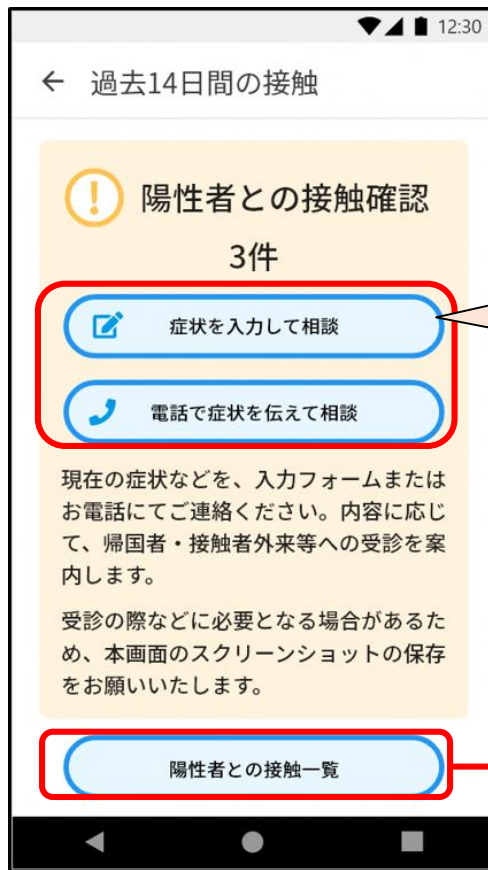 12:30
← 過去14日間の接触
! 陽性者との接触確認
3件
症状を入力して相談
電話で症状を伝えて相談
現在の症状などを、入力フォームまたは
お電話にてご連絡ください。内容に応じ
て、帰国者・接触者外来等への受診を案
内します。
受診の際などに必要となる場合があるた
め、本画面のスクリーンショットの保存
をお願いいたします。
陽性者との接触一覧